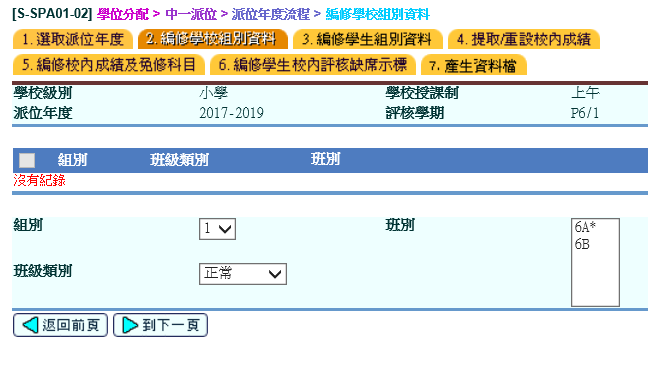 [S-SPA01-02] 學位分配 > 中一派位 > 派位年度流程 > 編修學校組別資料
1. 選取派位年度 2. 編修學校組別資料 3. 編修學生組別資料 4. 提取/重設校內成績
5. 編修校內成績及免修科目 6. 編修學生校內評核缺席示標 7. 產生資料檔
學校級別 小學 學校授課制 上午
派位年度 2017-2019 評核學期 P6/1
組別 班級類別 班別
沒有紀錄
組別 1 班別 6A*
6B
班級類別 正常
返回前頁 到下一頁